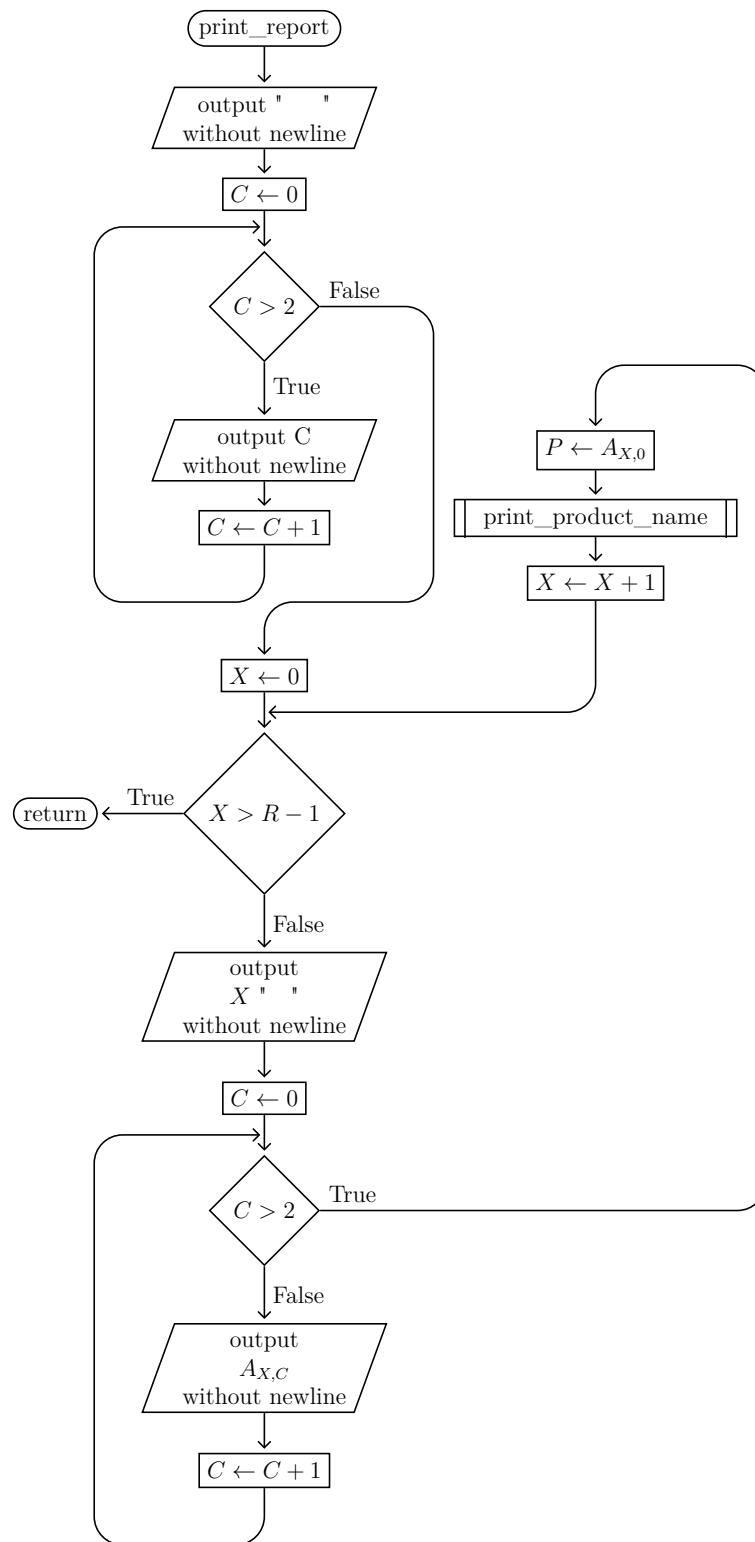 print_report
output "      "
without newline
C ← 0
C > 2
False
True
output C
without newline
C ← C + 1
P ← A_{X,0}
print_product_name
X ← X + 1
X ← 0
X > R − 1
True
return
False
output
X "   "
without newline
C ← 0
C > 2
True
False
output
A_{X,C}
without newline
C ← C + 1